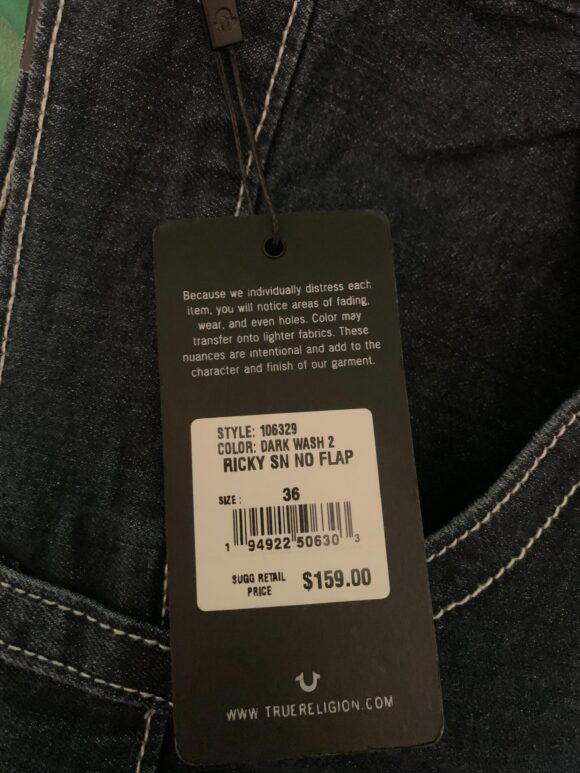 Because we individually distress each
item, you will notice areas of fading,
wear, and even holes. Color may
transfer onto lighter fabrics. These
nuances are intentional and add to the
character and finish of our garment.
STYLE: 106329
COLOR: DARK WASH 2
RICKY SN NO FLAP
SIZE: 36
1 94922 50630 3
SUGG RETAIL
PRICE $159.00
WWW TRUERELIGION.COM